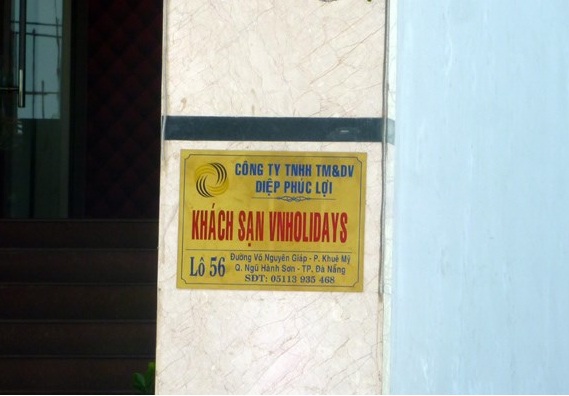 CÔNG TY TNHH TM&DV
DIỆP PHÚC LỢI
KHÁCH SẠN VNHOLIDAYS
Lô 56
Đường Võ Nguyên Giáp - P. Khuê Mỹ
Q. Ngũ Hành Sơn - TP. Đà Nẵng
SĐT: 05113 935 468